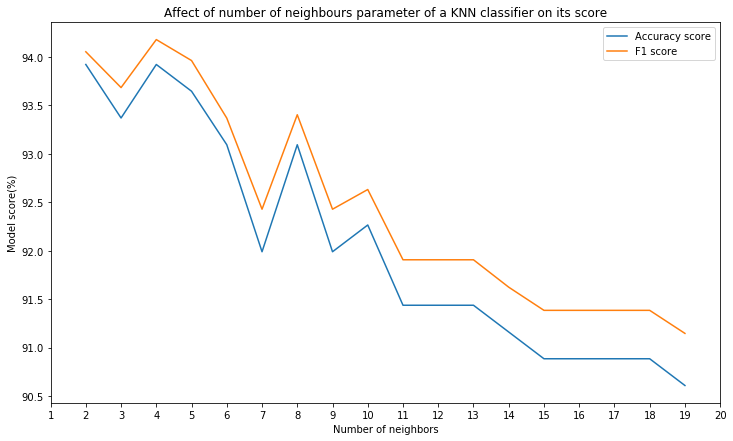 Affect of number of neighbours parameter of a KNN classifier on its score
Accuracy score
F1 score
Model score(%)
94.0
93.5
93.0
92.5
92.0
91.5
91.0
90.5
1 2 3 4 5 6 7 8 9 10 11 12 13 14 15 16 17 18 19 20
Number of neighbors